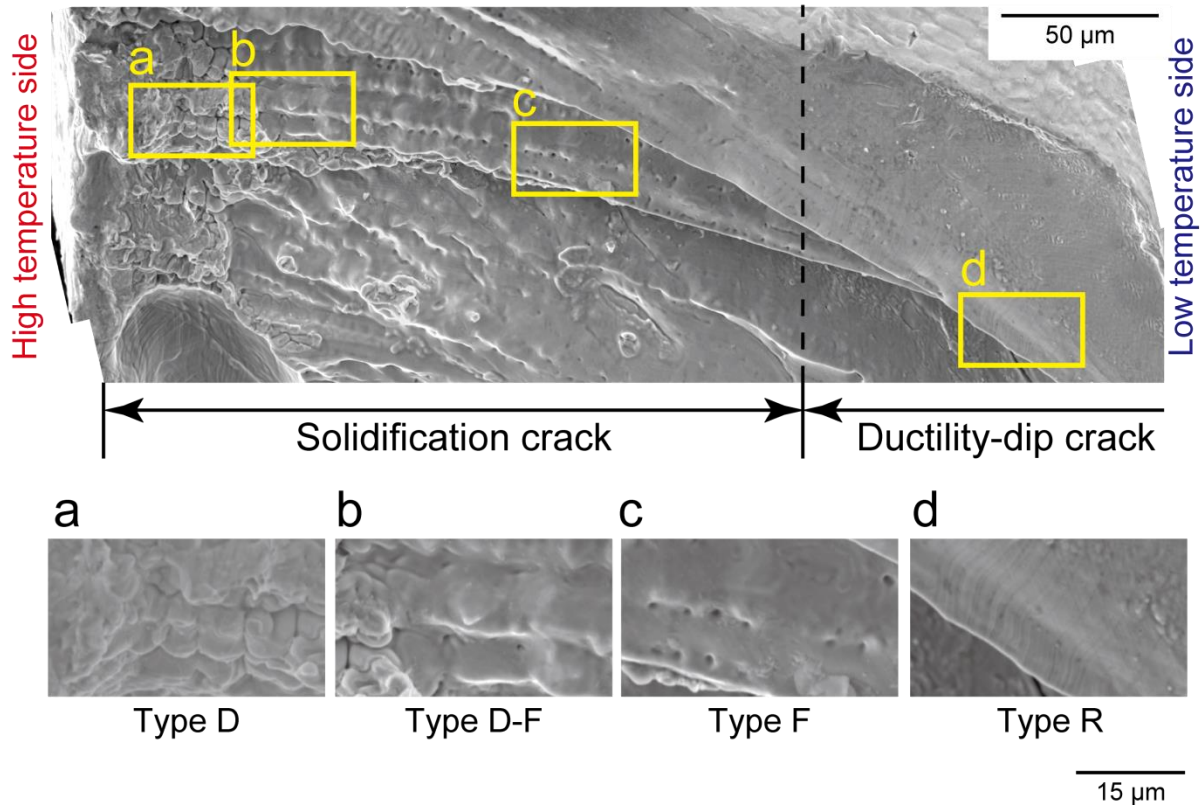 50 µm
High temperature side
Low temperature side
a
b
c
d
Solidification crack
Ductility-dip crack
a
b
c
d
Type D
Type D-F
Type F
Type R
15 µm